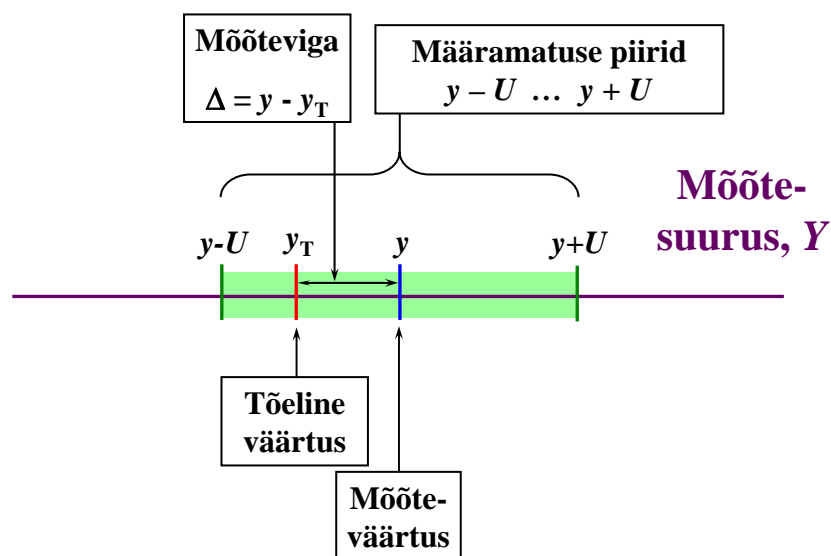 Mõõteviga
Δ = y - yT
Määramatuse piirid
y – U … y + U
Mõõte-
suurus, Y
y-U
yT
y
y+U
Tõeline
väärtus
Mõõte-
väärtus